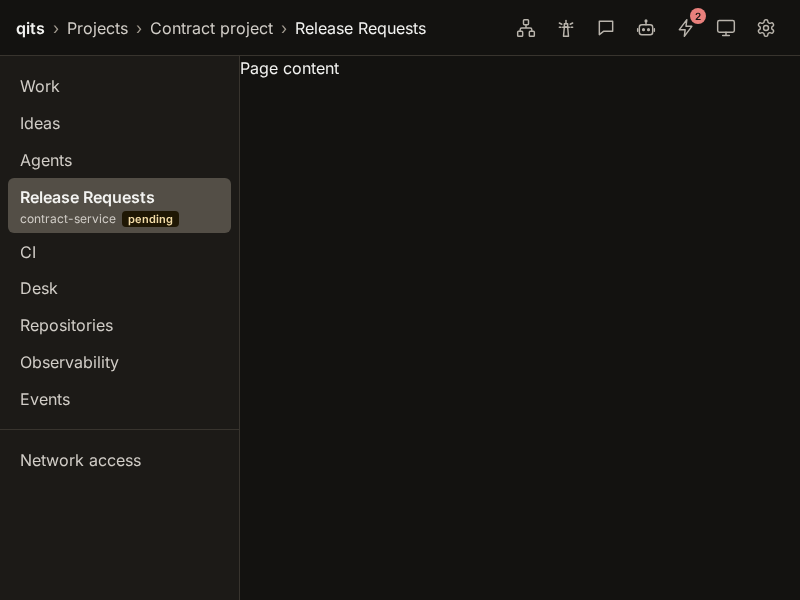 qits › Projects › Contract project › Release Requests
2
Work
Ideas
Agents
Release Requests
contract-service pending
CI
Desk
Repositories
Observability
Events
Network access
Page content